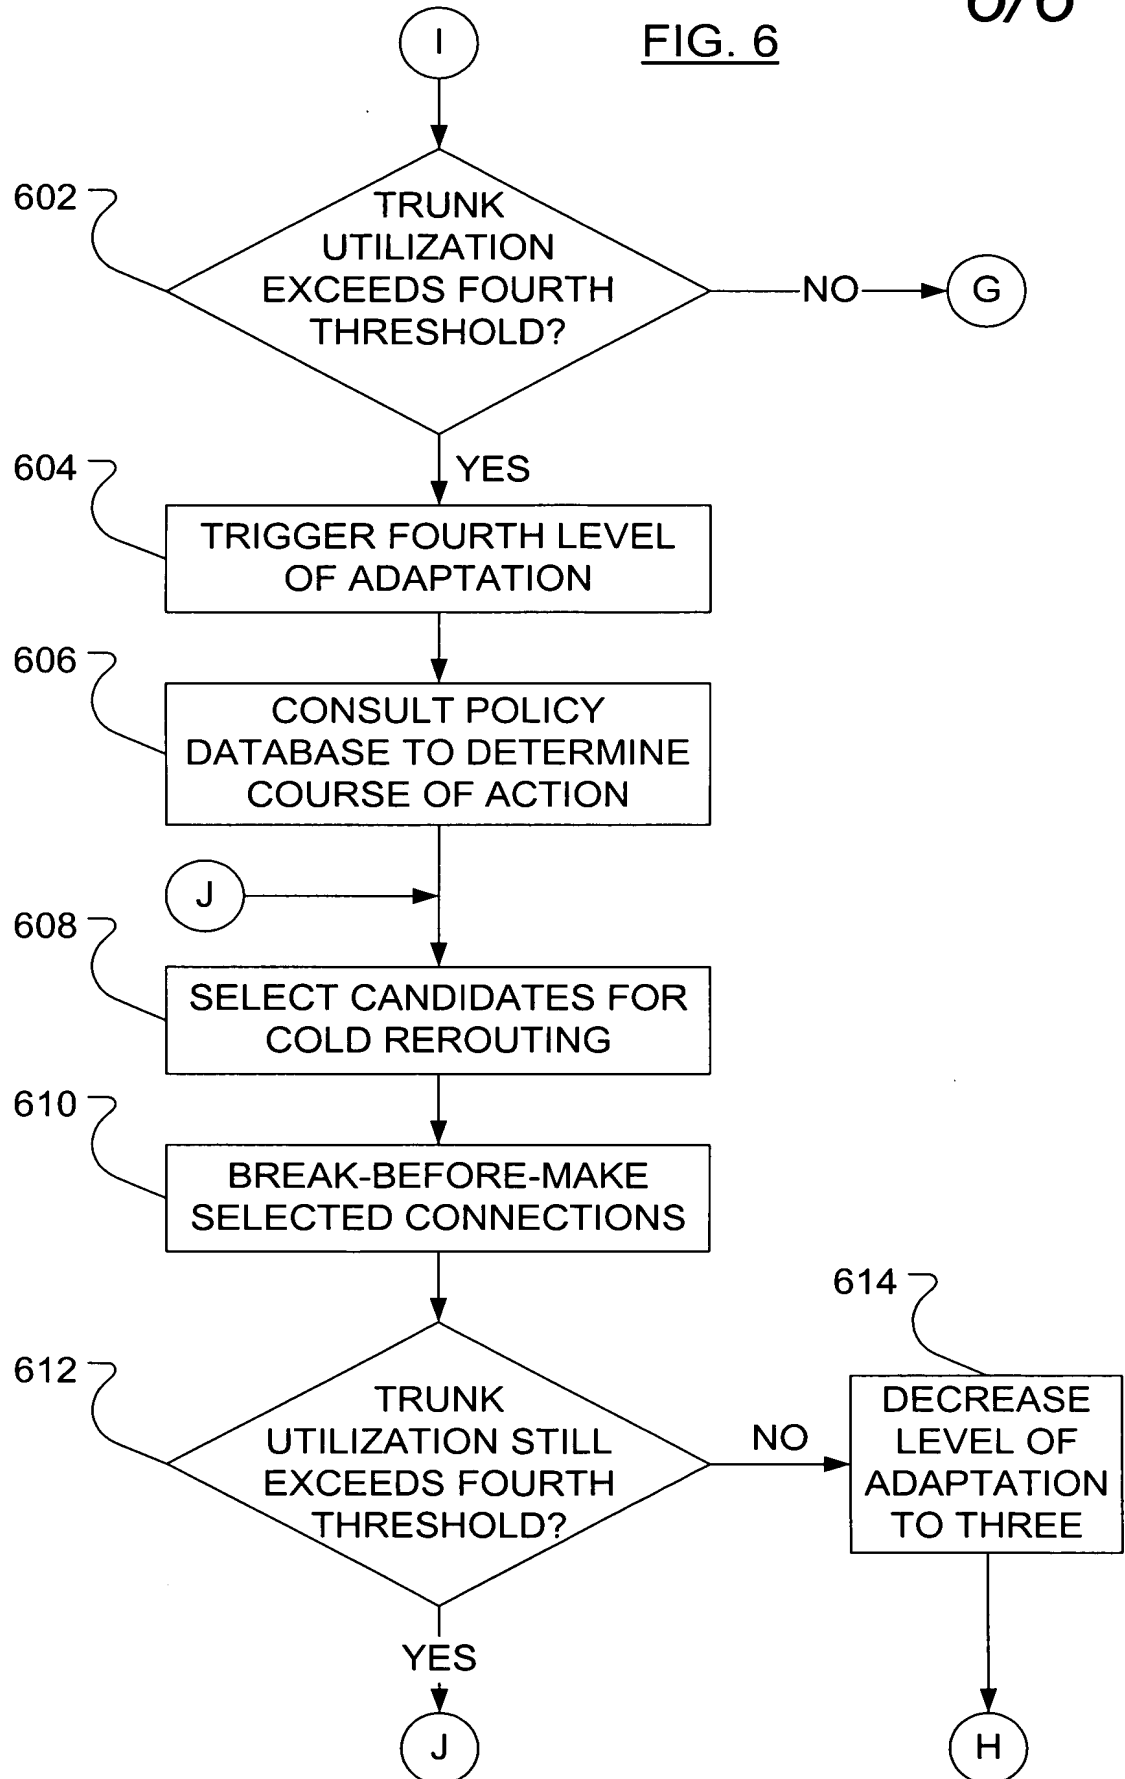 6/6
I
FIG. 6
602
TRUNK
UTILIZATION
EXCEEDS FOURTH
THRESHOLD?
NO
G
YES
604
TRIGGER FOURTH LEVEL
OF ADAPTATION
606
CONSULT POLICY
DATABASE TO DETERMINE
COURSE OF ACTION
J
608
SELECT CANDIDATES FOR
COLD REROUTING
610
BREAK-BEFORE-MAKE
SELECTED CONNECTIONS
612
TRUNK
UTILIZATION STILL
EXCEEDS FOURTH
THRESHOLD?
NO
614
DECREASE
LEVEL OF
ADAPTATION
TO THREE
YES
J
H